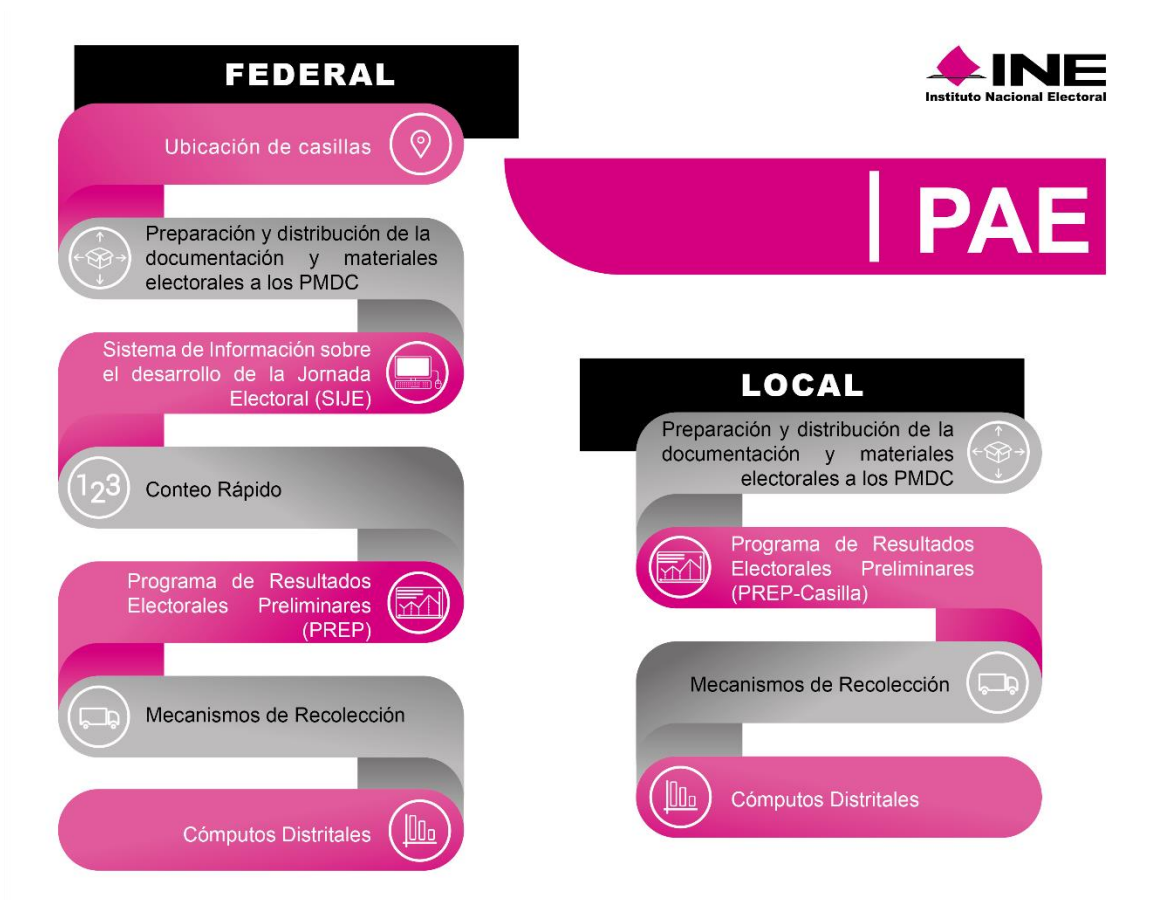 FEDERAL
Ubicación de casillas
Preparación y distribución de la
documentación y materiales
electorales a los PMDC
Sistema de Información sobre
el desarrollo de la Jornada
Electoral (SIJE)
123
Conteo Rápido
Programa de Resultados
Electorales Preliminares
(PREP)
Mecanismos de Recolección
Cómputos Distritales
INE
Instituto Nacional Electoral
PAE
LOCAL
Preparación y distribución de la
documentación y materiales
electorales a los PMDC
Programa de Resultados
Electorales Preliminares
(PREP-Casilla)
Mecanismos de Recolección
Cómputos Distritales